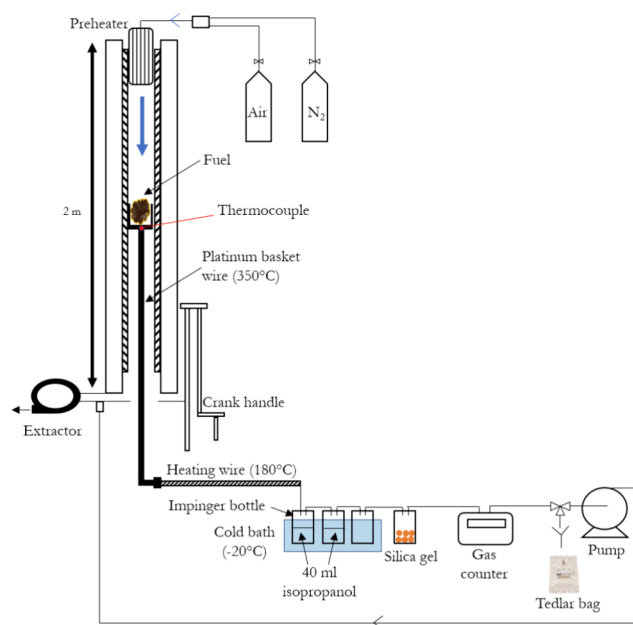 Preheater
Air
N2
Fuel
2 m
Thermocouple
Platinum basket
wire (350°C)
Crank handle
Extractor
Heating wire (180°C)
Impinger bottle
Cold bath
(-20°C)
40 ml
isopropanol
Silica gel
Gas
counter
Pump
Tedlar bag